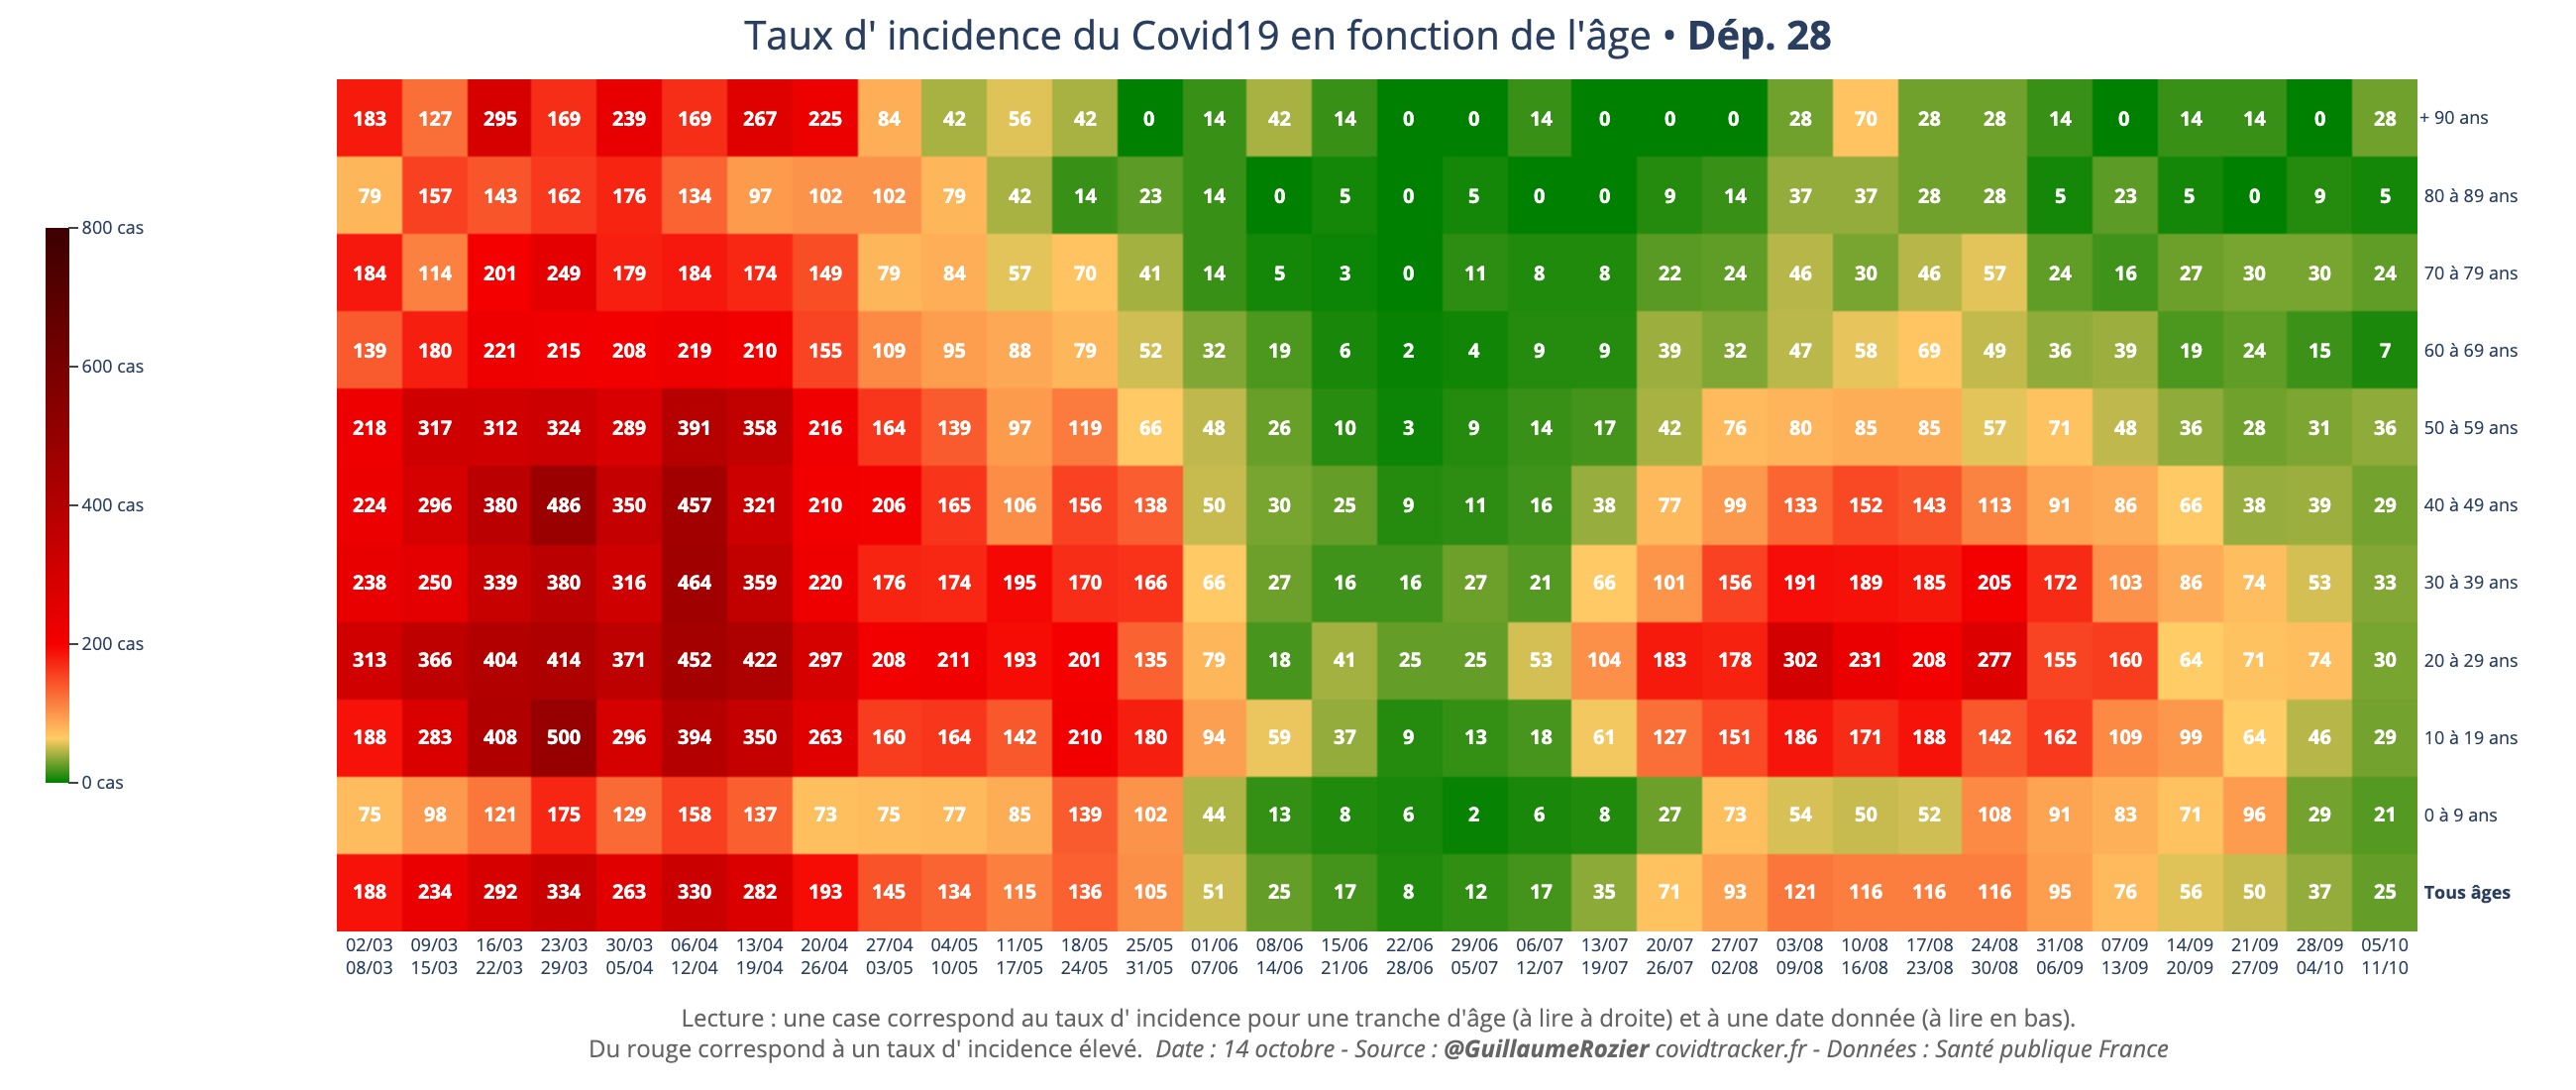 Taux d' incidence du Covid19 en fonction de l'âge • Dép. 28
800 cas
600 cas
400 cas
200 cas
0 cas
183 127 295 169 239 169 267 225 84 42 56 42 0 14 42 14 0 0 14 0 0 0 28 70 28 28 14 0 14 14 0 28 + 90 ans
79 157 143 162 176 134 97 102 102 79 42 14 23 14 0 5 0 5 0 0 9 14 37 37 28 28 5 23 5 0 9 5 80 à 89 ans
184 114 201 249 179 184 174 149 79 84 57 70 41 14 5 3 0 11 8 8 22 24 46 30 46 57 24 16 27 30 30 24 70 à 79 ans
139 180 221 215 208 219 210 155 109 95 88 79 52 32 19 6 2 4 9 9 39 32 47 58 69 49 36 39 19 24 15 7 60 à 69 ans
218 317 312 324 289 391 358 216 164 139 97 119 66 48 26 10 3 9 14 17 42 76 80 85 85 57 71 48 36 28 31 36 50 à 59 ans
224 296 380 486 350 457 321 210 206 165 106 156 138 50 30 25 9 11 16 38 77 99 133 152 143 113 91 86 66 38 39 29 40 à 49 ans
238 250 339 380 316 464 359 220 176 174 195 170 166 66 27 16 16 27 21 66 101 156 191 189 185 205 172 103 86 74 53 33 30 à 39 ans
313 366 404 414 371 452 422 297 208 211 193 201 135 79 18 41 25 25 53 104 183 178 302 231 208 277 155 160 64 71 74 30 20 à 29 ans
188 283 408 500 296 394 350 263 160 164 142 210 180 94 59 37 9 13 18 61 127 151 186 171 188 142 162 109 99 64 46 29 10 à 19 ans
75 98 121 175 129 158 137 73 75 77 85 139 102 44 13 8 6 2 6 8 27 73 54 50 52 108 91 83 71 96 29 21 0 à 9 ans
188 234 292 334 263 330 282 193 145 134 115 136 105 51 25 17 8 12 17 35 71 93 121 116 116 116 95 76 56 50 37 25 Tous âges
02/03 09/03 16/03 23/03 30/03 06/04 13/04 20/04 27/04 04/05 11/05 18/05 25/05 01/06 08/06 15/06 22/06 29/06 06/07 13/07 20/07 27/07 03/08 10/08 17/08 24/08 31/08 07/09 14/09 21/09 28/09 05/10
08/03 15/03 22/03 29/03 05/04 12/04 19/04 26/04 03/05 10/05 17/05 24/05 31/05 07/06 14/06 21/06 28/06 05/07 12/07 19/07 26/07 02/08 09/08 16/08 23/08 30/08 06/09 13/09 20/09 27/09 04/10 11/10
Lecture : une case correspond au taux d' incidence pour une tranche d'âge (à lire à droite) et à une date donnée (à lire en bas).
Du rouge correspond à un taux d' incidence élevé. Date : 14 octobre - Source : @GuillaumeRozier covidtracker.fr - Données : Santé publique France